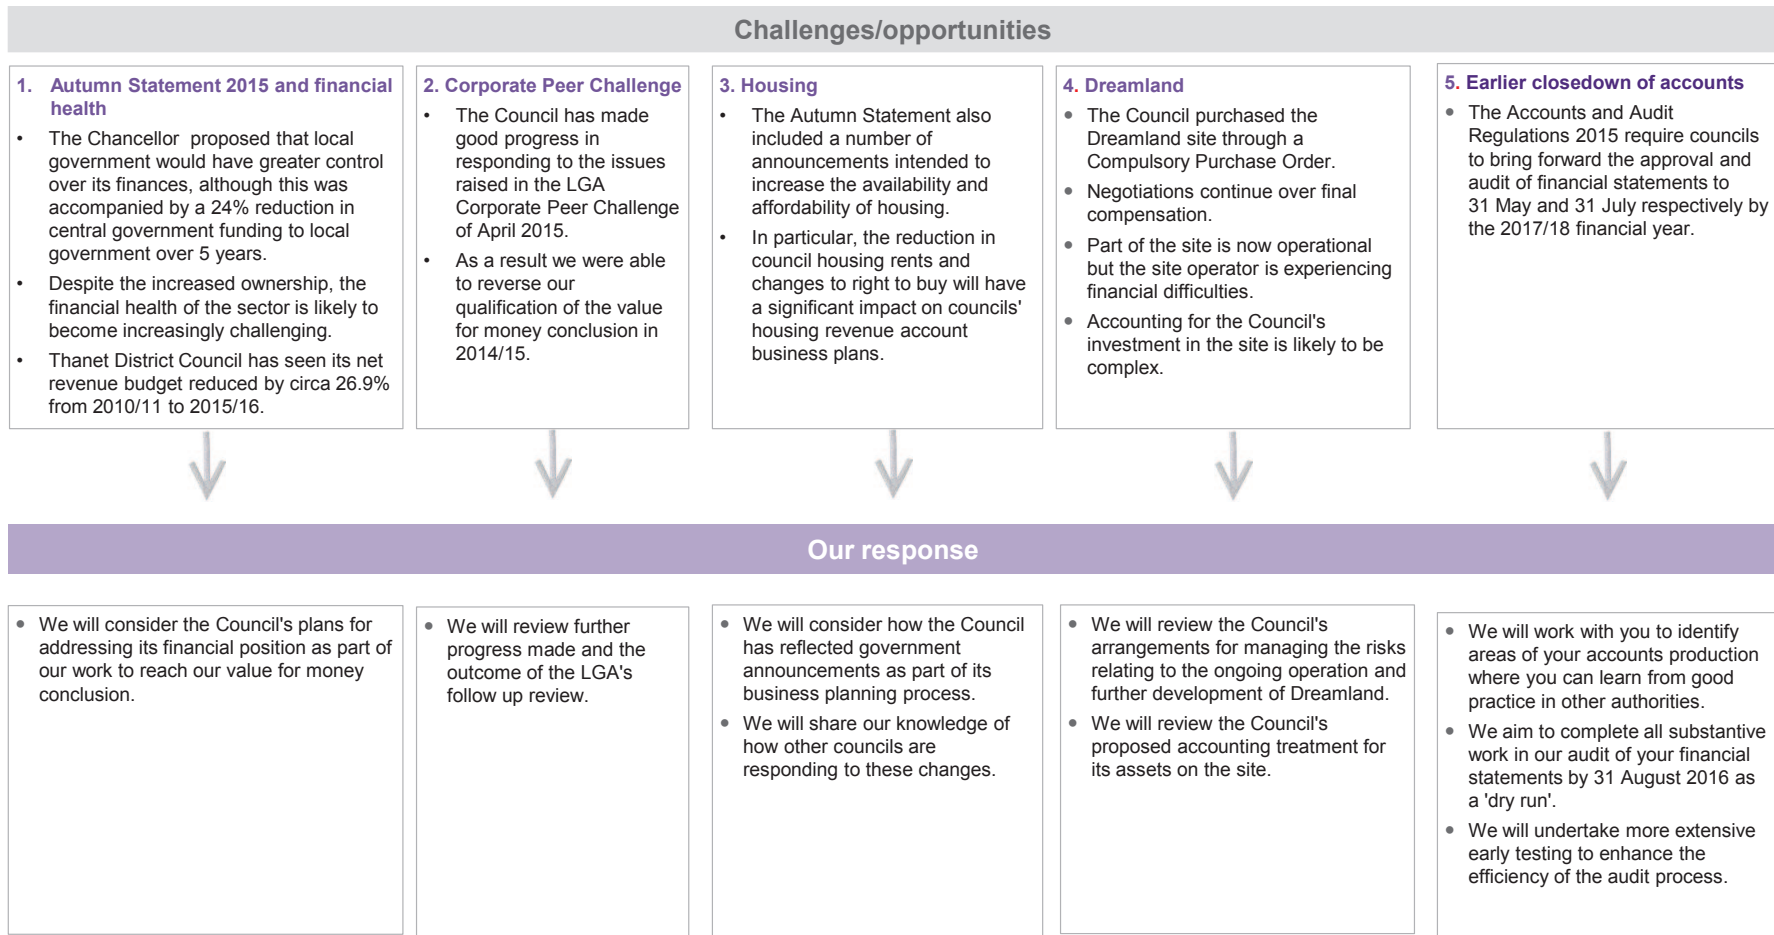 Challenges/opportunities
1. Autumn Statement 2015 and financial
health
• The Chancellor proposed that local
government would have greater control
over its finances, although this was
accompanied by a 24% reduction in
central government funding to local
government over 5 years.
• Despite the increased ownership, the
financial health of the sector is likely to
become increasingly challenging.
• Thanet District Council has seen its net
revenue budget reduced by circa 26.9%
from 2010/11 to 2015/16.
2. Corporate Peer Challenge
• The Council has made
good progress in
responding to the issues
raised in the LGA
Corporate Peer Challenge
of April 2015.
• As a result we were able
to reverse our
qualification of the value
for money conclusion in
2014/15.
3. Housing
• The Autumn Statement also
included a number of
announcements intended to
increase the availability and
affordability of housing.
• In particular, the reduction in
council housing rents and
changes to right to buy will have
a significant impact on councils'
housing revenue account
business plans.
4. Dreamland
• The Council purchased the
Dreamland site through a
Compulsory Purchase Order.
• Negotiations continue over final
compensation.
• Part of the site is now operational
but the site operator is experiencing
financial difficulties.
• Accounting for the Council's
investment in the site is likely to be
complex.
5. Earlier closedown of accounts
• The Accounts and Audit
Regulations 2015 require councils
to bring forward the approval and
audit of financial statements to
31 May and 31 July respectively by
the 2017/18 financial year.
Our response
• We will consider the Council's plans for
addressing its financial position as part of
our work to reach our value for money
conclusion.
• We will review further
progress made and the
outcome of the LGA's
follow up review.
• We will consider how the Council
has reflected government
announcements as part of its
business planning process.
• We will share our knowledge of
how other councils are
responding to these changes.
• We will review the Council's
arrangements for managing the risks
relating to the ongoing operation and
further development of Dreamland.
• We will review the Council's
proposed accounting treatment for
its assets on the site.
• We will work with you to identify
areas of your accounts production
where you can learn from good
practice in other authorities.
• We aim to complete all substantive
work in our audit of your financial
statements by 31 August 2016 as
a 'dry run'.
• We will undertake more extensive
early testing to enhance the
efficiency of the audit process.